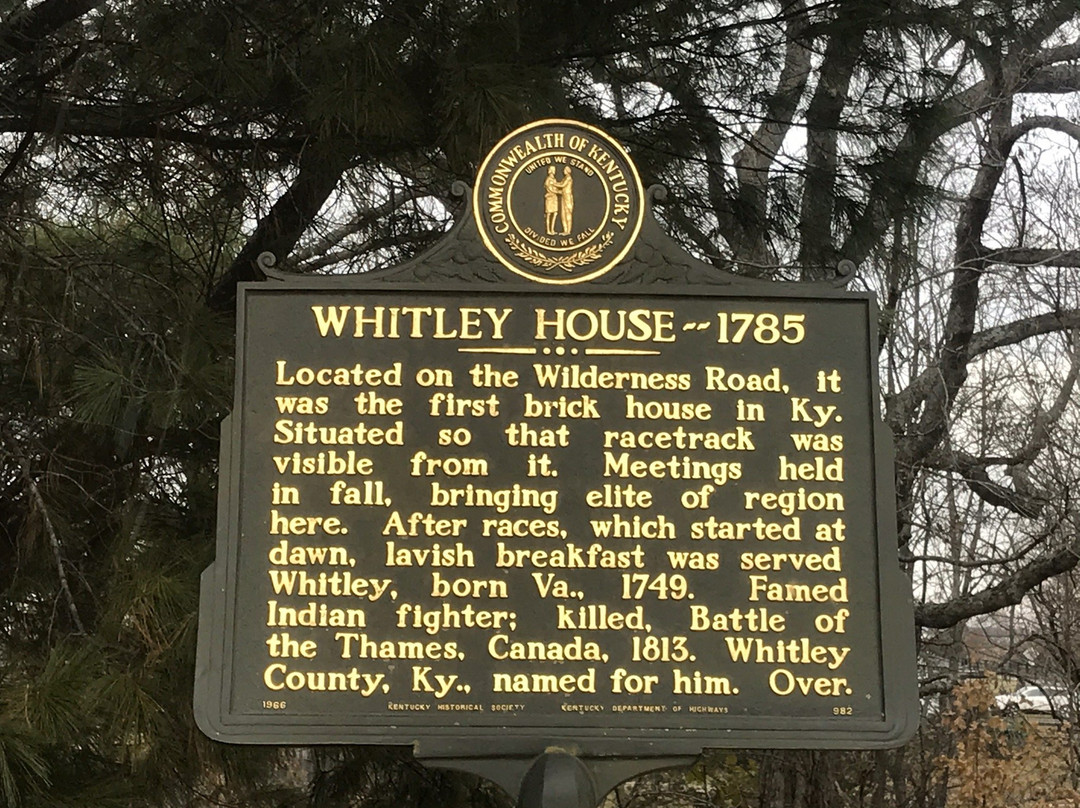 COMMONWEALTH OF KENTUCKY
UNITED WE STAND
DIVIDED WE FALL
WHITLEY HOUSE -- 1785
Located on the Wilderness Road, it
was the first brick house in Ky.
Situated so that racetrack was
visible from it. Meetings held
in fall, bringing elite of region
here. After races, which started at
dawn, lavish breakfast was served
Whitley, born Va., 1749. Famed
Indian fighter; killed, Battle of
the Thames, Canada, 1813. Whitley
County, Ky., named for him. Over.
1966 KENTUCKY HISTORICAL SOCIETY KENTUCKY DEPARTMENT OF HIGHWAYS 982